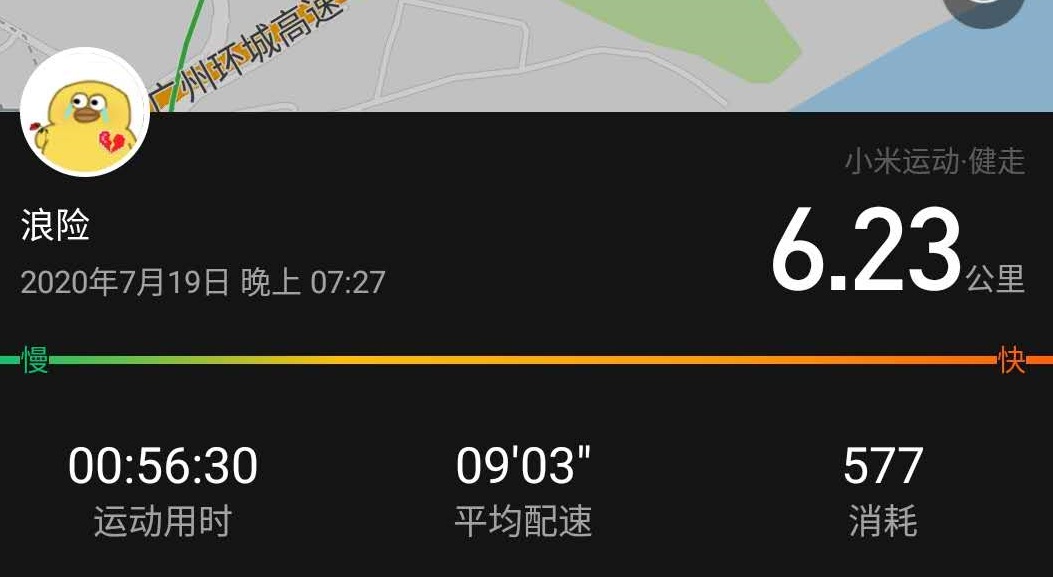 广州环城高速
小米运动·健走
浪险
6.23公里
2020年7月19日 晚上 07:27
慢
快
00:56:30
09'03"
577
运动用时
平均配速
消耗